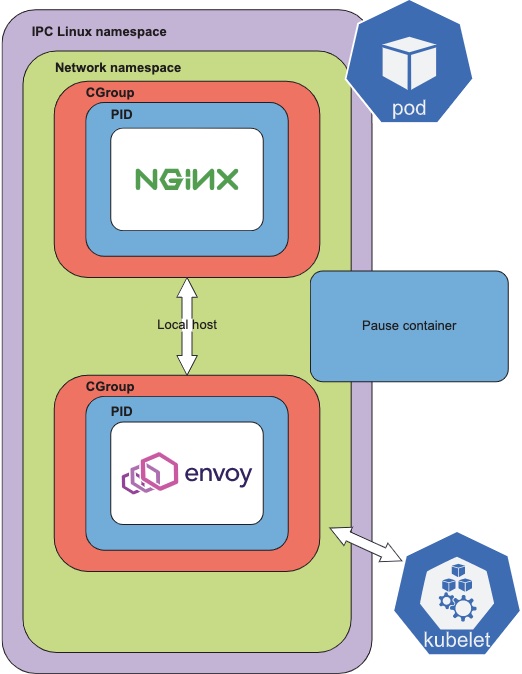 IPC Linux namespace
Network namespace
CGroup
PID
NGiNX
pod
Local host
Pause container
CGroup
PID
envoy
kubelet